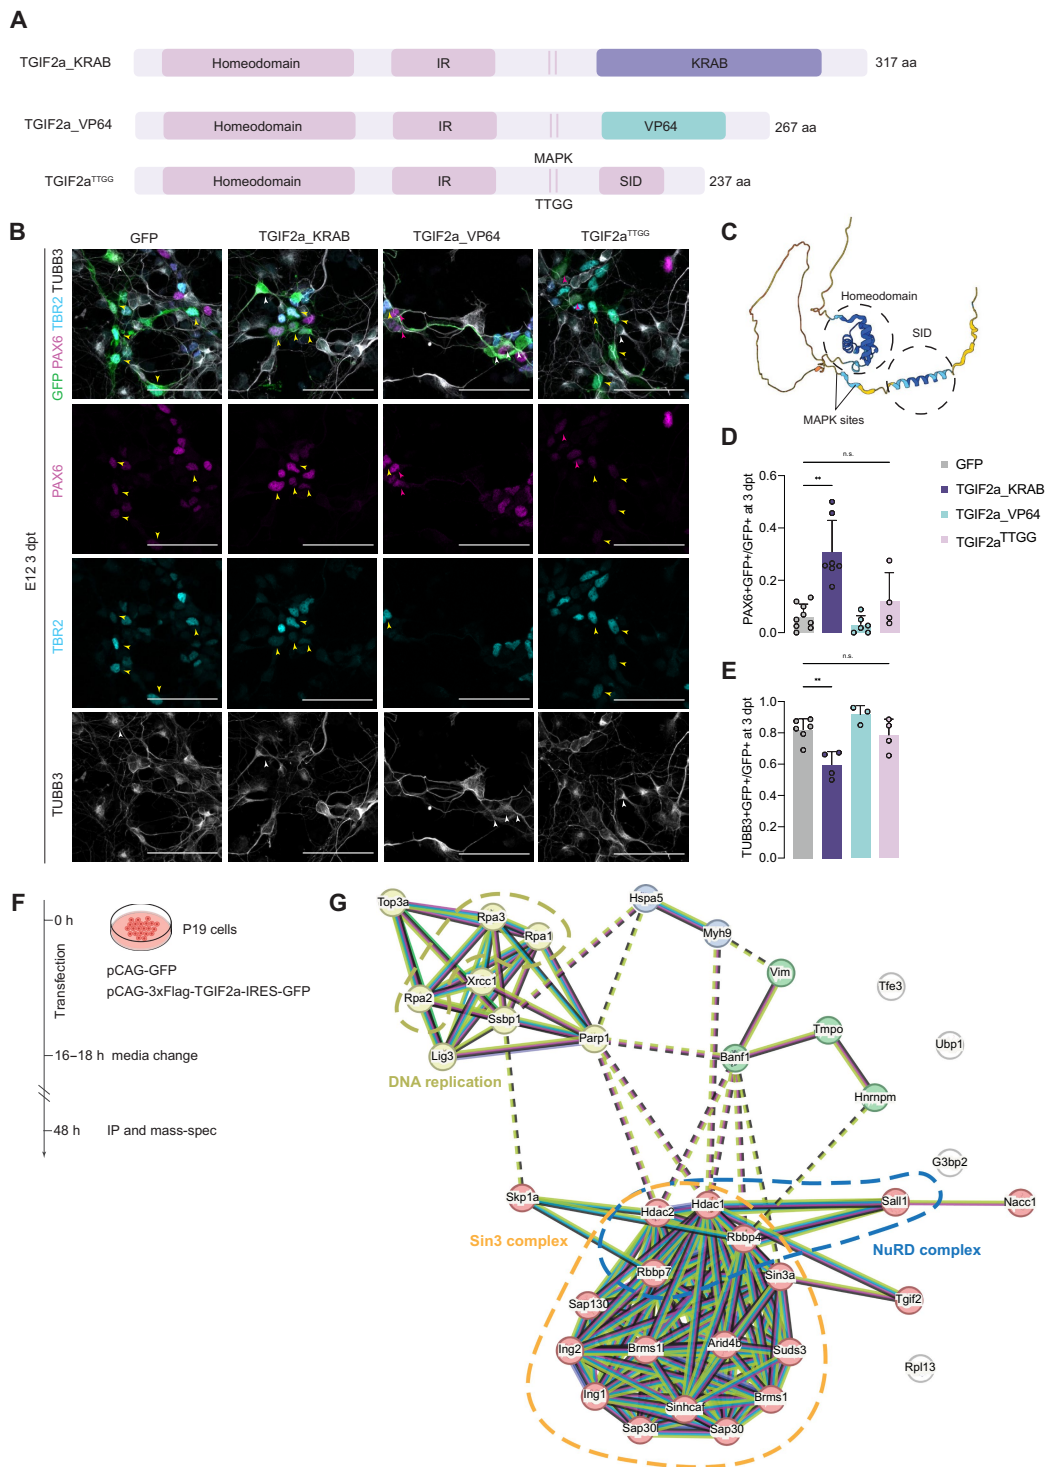 A
TGIF2a_KRAB
Homeodomain
IR
KRAB
317 aa
TGIF2a_VP64
Homeodomain
IR
VP64
267 aa
MAPK
TGIF2aTTGG
Homeodomain
IR
SID
237 aa
TTGG
B
GFP
TGIF2a_KRAB
TGIF2a_VP64
TGIF2aTTGG
GFP PAX6 TBR2 TUBB3
PAX6
TBR2
TUBB3
E12 3 dpt
C
Homeodomain
SID
MAPK sites
D
n.s.
**
0.6
0.4
0.2
0.0
PAX6+GFP+/GFP+ at 3 dpt
GFP
TGIF2a_KRAB
TGIF2a_VP64
TGIF2aTTGG
E
n.s.
**
1.0
0.8
0.6
0.4
0.2
0.0
TUBB3+GFP+/GFP+ at 3 dpt
F
Transfection
0 h
P19 cells
pCAG-GFP
pCAG-3xFlag-TGIF2a-IRES-GFP
16–18 h media change
48 h IP and mass-spec
G
Top3a
Rpa3
Rpa1
Xrcc1
Rpa2
Ssbp1
Lig3
Parp1
DNA replication
Hspa5
Myh9
Vim
Tfe3
Tmpo
Ubp1
Banf1
Hnrnpm
G3bp2
Skp1a
Hdac2
Hdac1
Sall1
Nacc1
Rbbp4
Sin3 complex
NuRD complex
Rbbp7
Sin3a
Sap130
Tgif2
Ing2
Brms1l
Arid4b
Suds3
Rpl13
Ing1
Sinhcaf
Brms1
Sap30l
Sap30